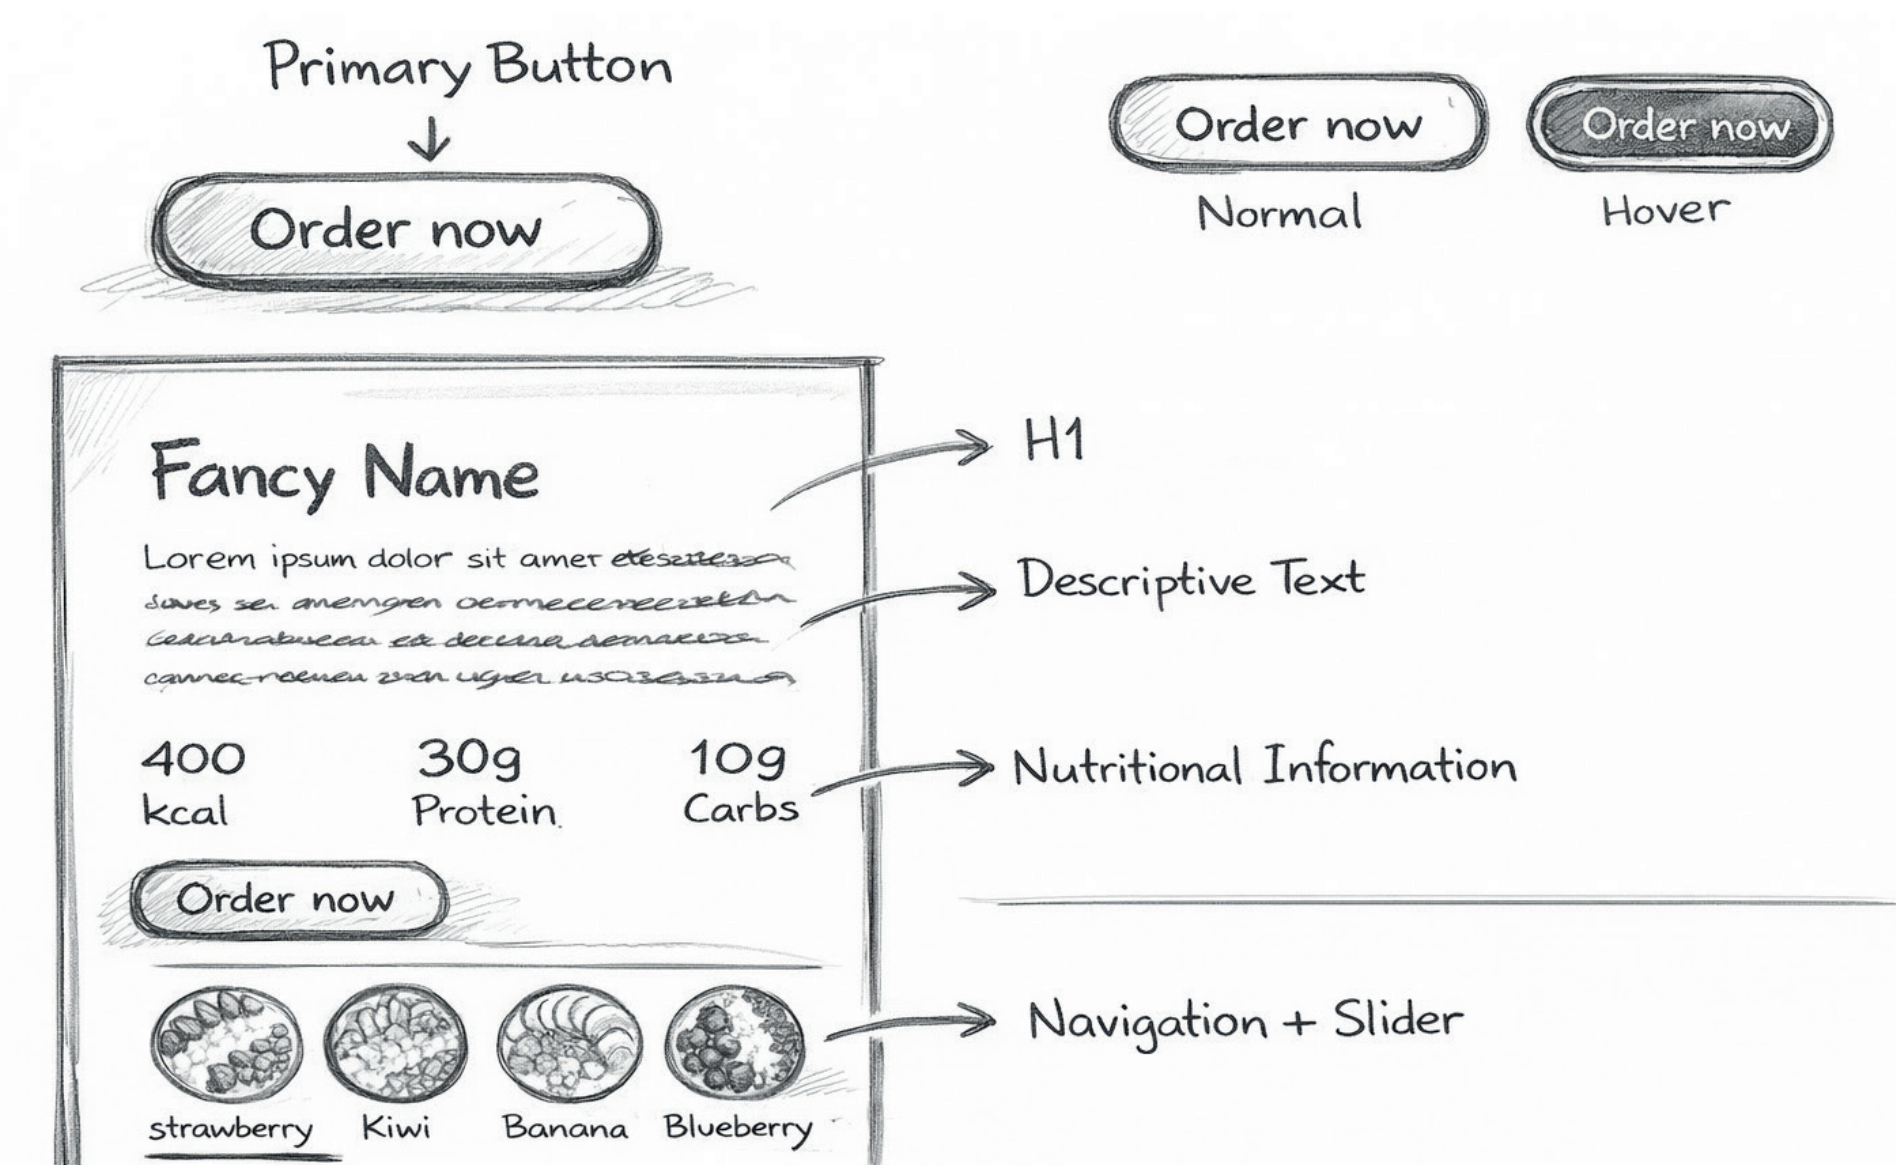 Primary Button
Order now
Order now
Order now
Normal
Hover
Fancy Name
H1
Lorem ipsum dolor sit amer
Descriptive Text
400
kcal
30g
Protein
10g
Carbs
Nutritional Information
Order now
Navigation + Slider
strawberry
Kiwi
Banana
Blueberry